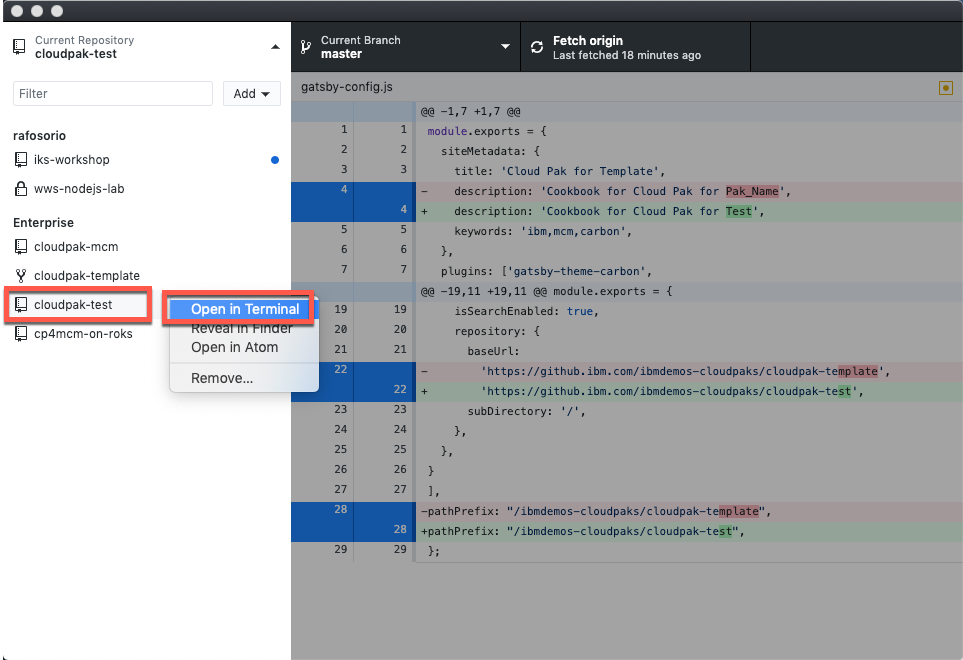 Current Repository
cloudpak-test
Current Branch
master
Fetch origin
Last fetched 18 minutes ago
Filter
Add
rafosorio
iks-workshop
wws-nodejs-lab
Enterprise
cloudpak-mcm
cloudpak-template
cloudpak-test
cp4mcm-on-roks
Open in Terminal
Reveal in Finder
Open in Atom
Remove...
gatsby-config.js
@@ -1,7 +1,7 @@
1 1 module.exports = {
2 2 siteMetadata: {
3 3 title: 'Cloud Pak for Template',
4 - description: 'Cookbook for Cloud Pak for Pak_Name',
4 + description: 'Cookbook for Cloud Pak for Test',
5 5 keywords: 'ibm,mcm,carbon',
6 6 },
7 7 plugins: ['gatsby-theme-carbon',
@@ -19,11 +19,11 @@ module.exports = {
19 19 isSearchEnabled: true,
20 20 repository: {
21 21 baseUrl:
22 - 'https://github.ibm.com/ibmdemos-cloudpaks/cloudpak-template',
22 + 'https://github.ibm.com/ibmdemos-cloudpaks/cloudpak-test',
23 23 subDirectory: '/',
24 24 },
25 25 },
26 26 }
27 27 ],
28 -pathPrefix: "/ibmdemos-cloudpaks/cloudpak-template",
28 +pathPrefix: "/ibmdemos-cloudpaks/cloudpak-test",
29 29 };